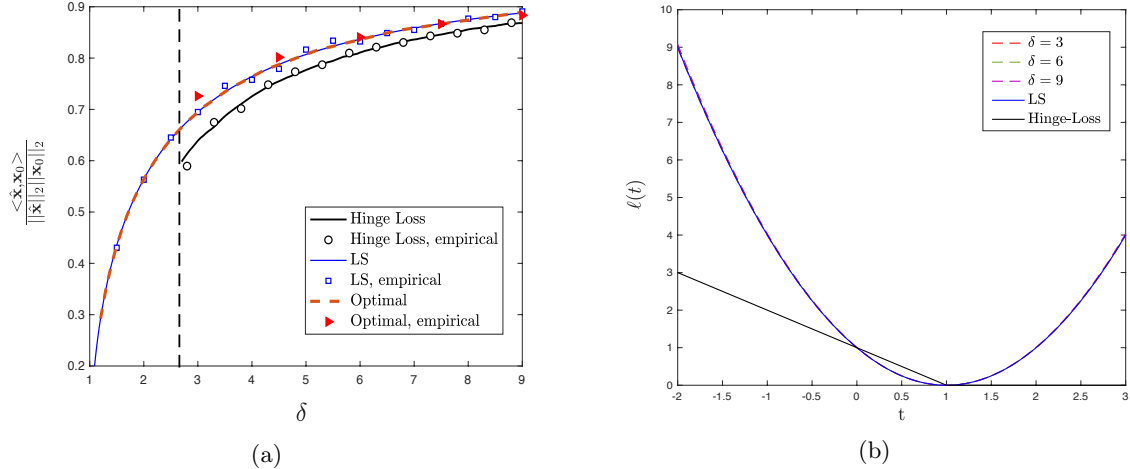 0.9
0.8
0.7
0.6
0.5
0.4
0.3
0.2
<x̂,x₀>
||x̂||₂||x₀||₂
Hinge Loss
Hinge Loss, empirical
LS
LS, empirical
Optimal
Optimal, empirical
1 2 3 4 5 6 7 8 9
δ
(a)
10
9
8
7
6
5
4
3
2
1
0
ℓ(t)
δ = 3
δ = 6
δ = 9
LS
Hinge-Loss
-2 -1.5 -1 -0.5 0 0.5 1 1.5 2 2.5 3
t
(b)